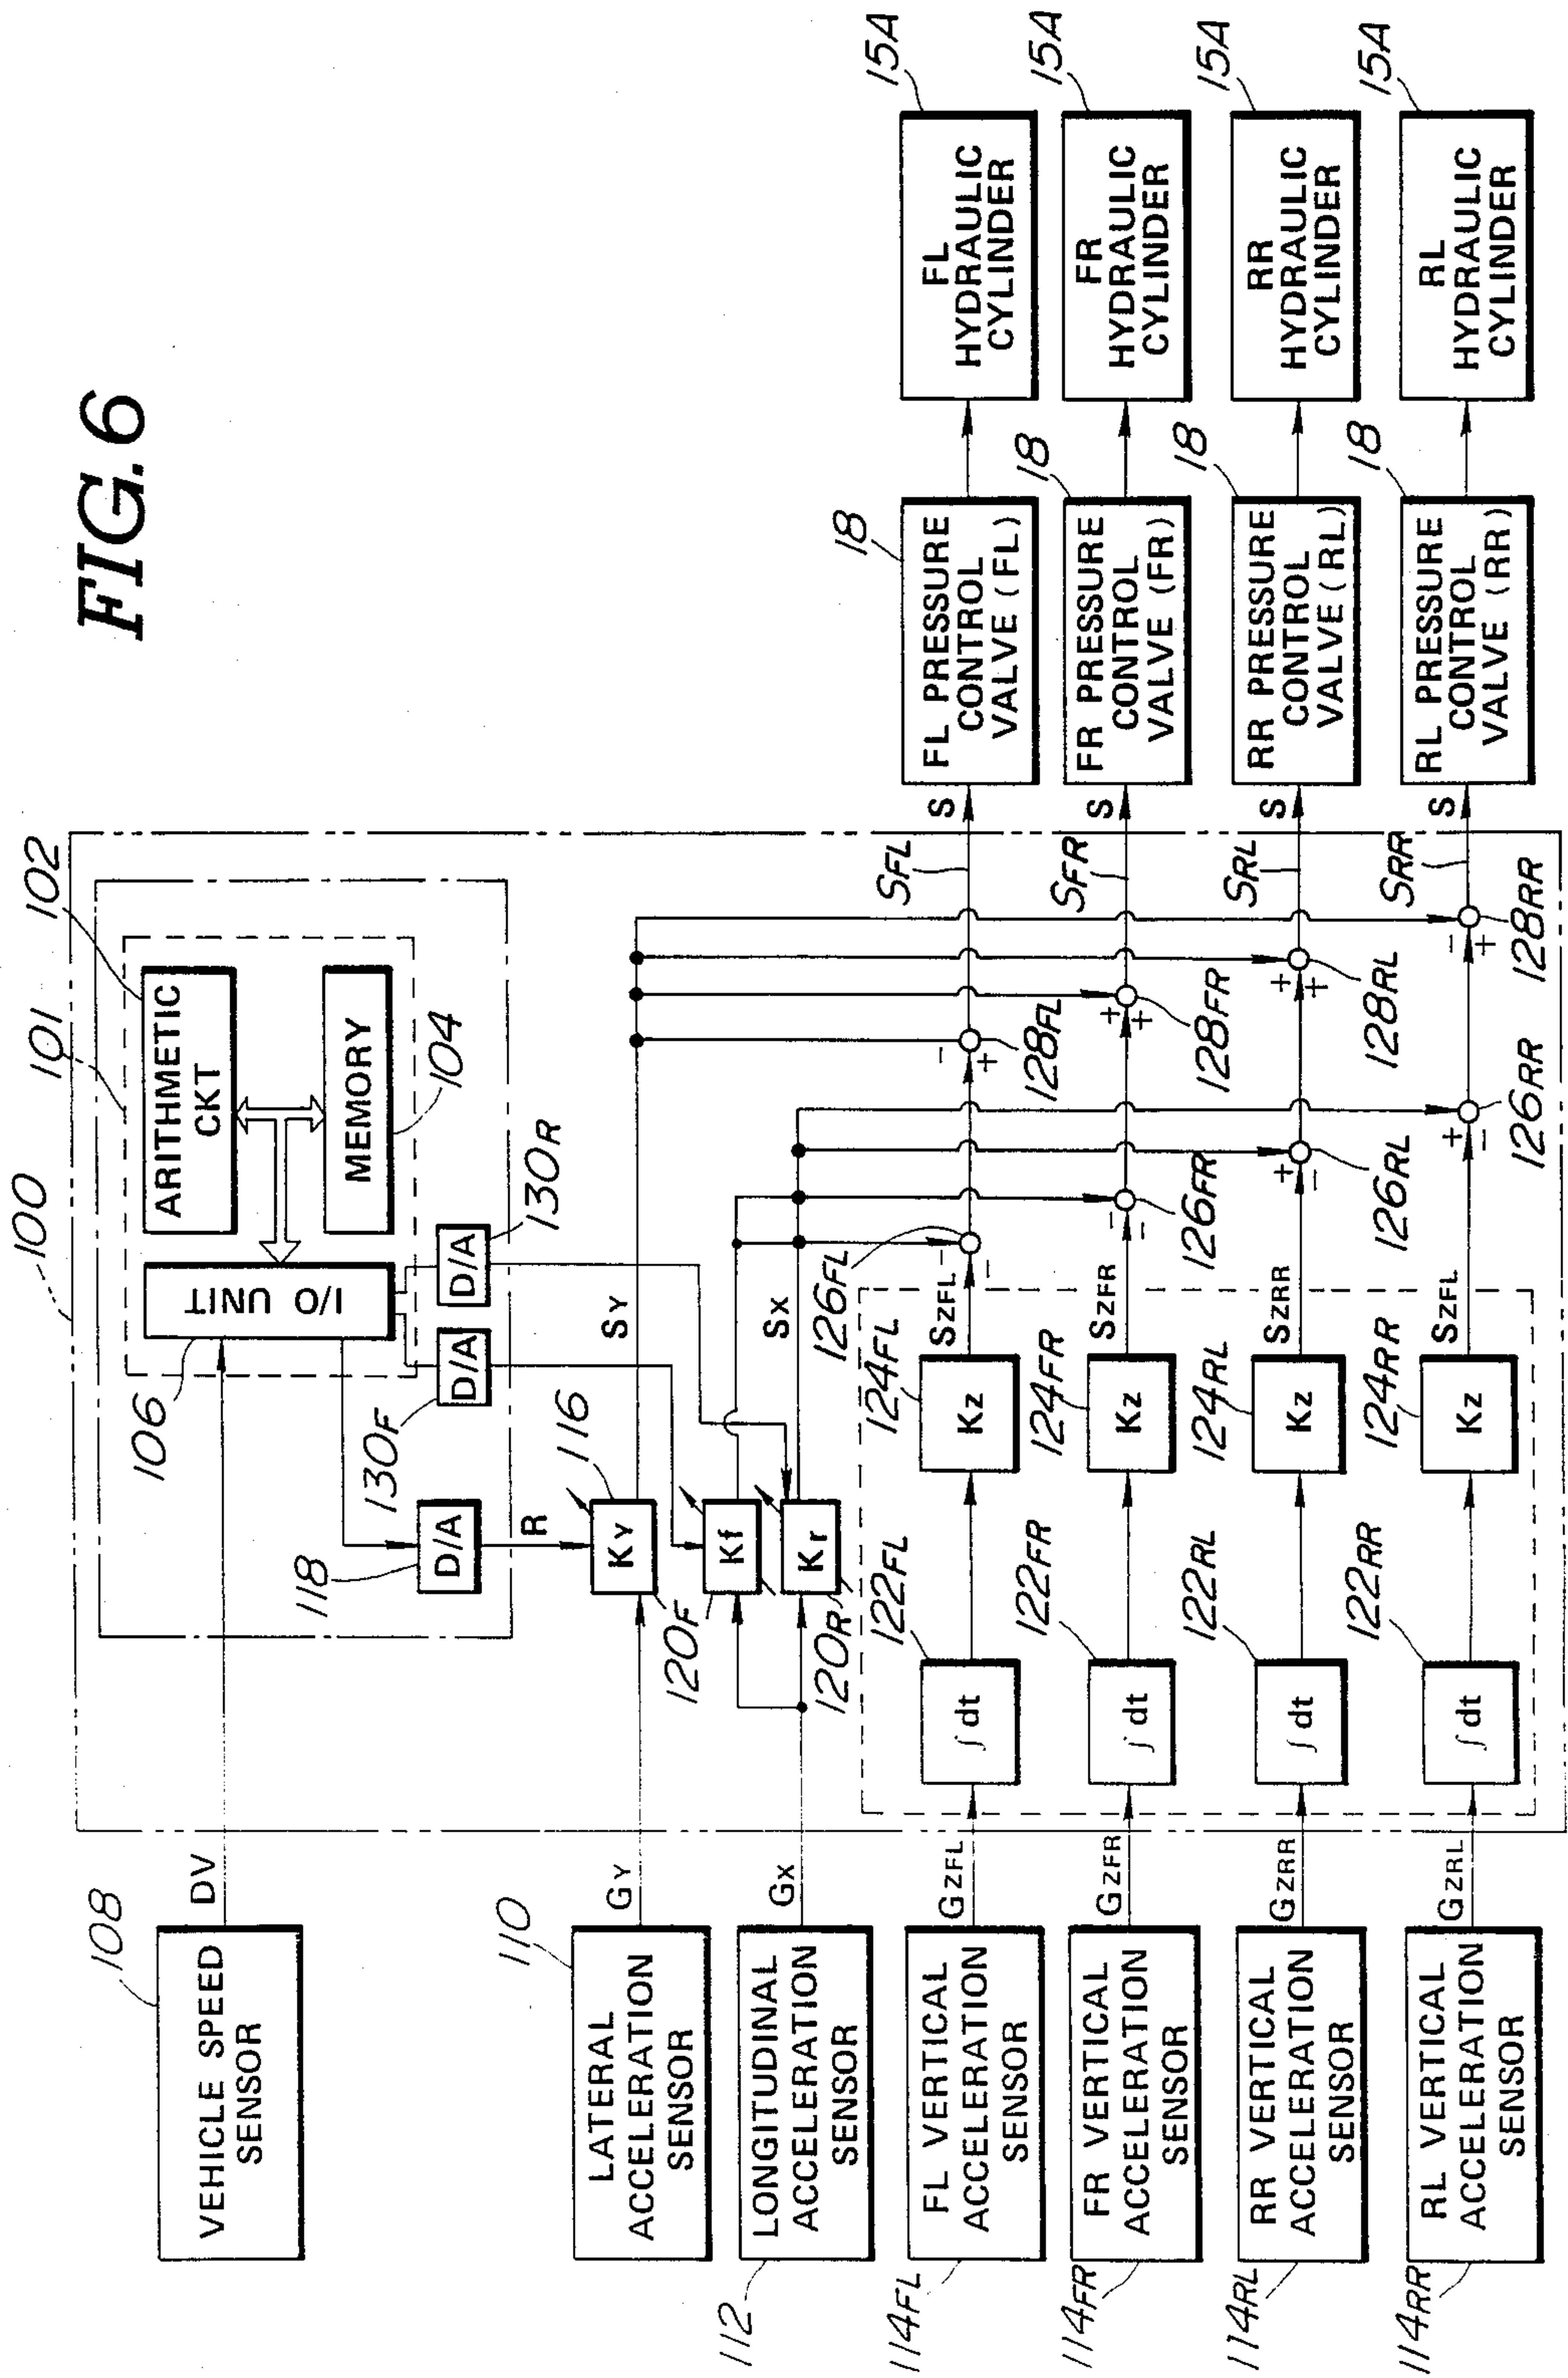 FIG. 6
100
101
102
ARITHMETIC
CKT
MEMORY
104
I/O UNIT
106
D/A
130R
D/A
130F
D/A
118
R
108
VEHICLE SPEED
SENSOR
DV
110
LATERAL
ACCELERATION
SENSOR
GY
KY
116
SY
112
LONGITUDINAL
ACCELERATION
SENSOR
GX
Kf
120F
Kr
120R
SX
114FL
FL VERTICAL
ACCELERATION
SENSOR
GZFL
∫dt
122FL
KZ
124FL
SZFL
126FL
-
-
128FL
-
+
SFL
S
FL PRESSURE
CONTROL
VALVE (FL)
18
FL
HYDRAULIC
CYLINDER
15A
114FR
FR VERTICAL
ACCELERATION
SENSOR
GZFR
∫dt
122FR
KZ
124FR
SZFR
126FR
-
-
128FR
+
+
SFR
S
FR PRESSURE
CONTROL
VALVE (FR)
18
FR
HYDRAULIC
CYLINDER
15A
114RL
RR VERTICAL
ACCELERATION
SENSOR
GZRR
∫dt
122RL
KZ
124RL
SZRR
126RL
+
-
128RL
+
+
SRL
S
RR PRESSURE
CONTROL
VALVE (RL)
18
RR
HYDRAULIC
CYLINDER
15A
114RR
RL VERTICAL
ACCELERATION
SENSOR
GZRL
∫dt
122RR
KZ
124RR
SZFL
126RR
+
-
128RR
-
+
SRR
S
RL PRESSURE
CONTROL
VALVE (RR)
18
RL
HYDRAULIC
CYLINDER
15A